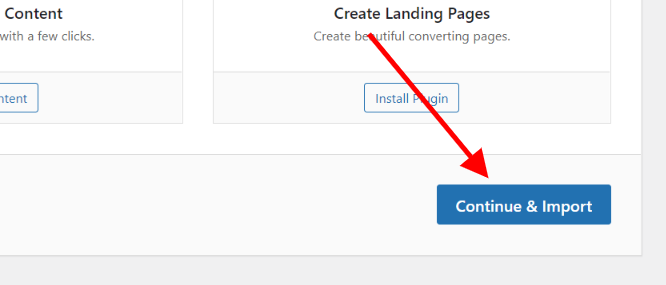 Content
with a few clicks.
ntent
Create Landing Pages
Create beautiful converting pages.
Install Plugin
Continue & Import